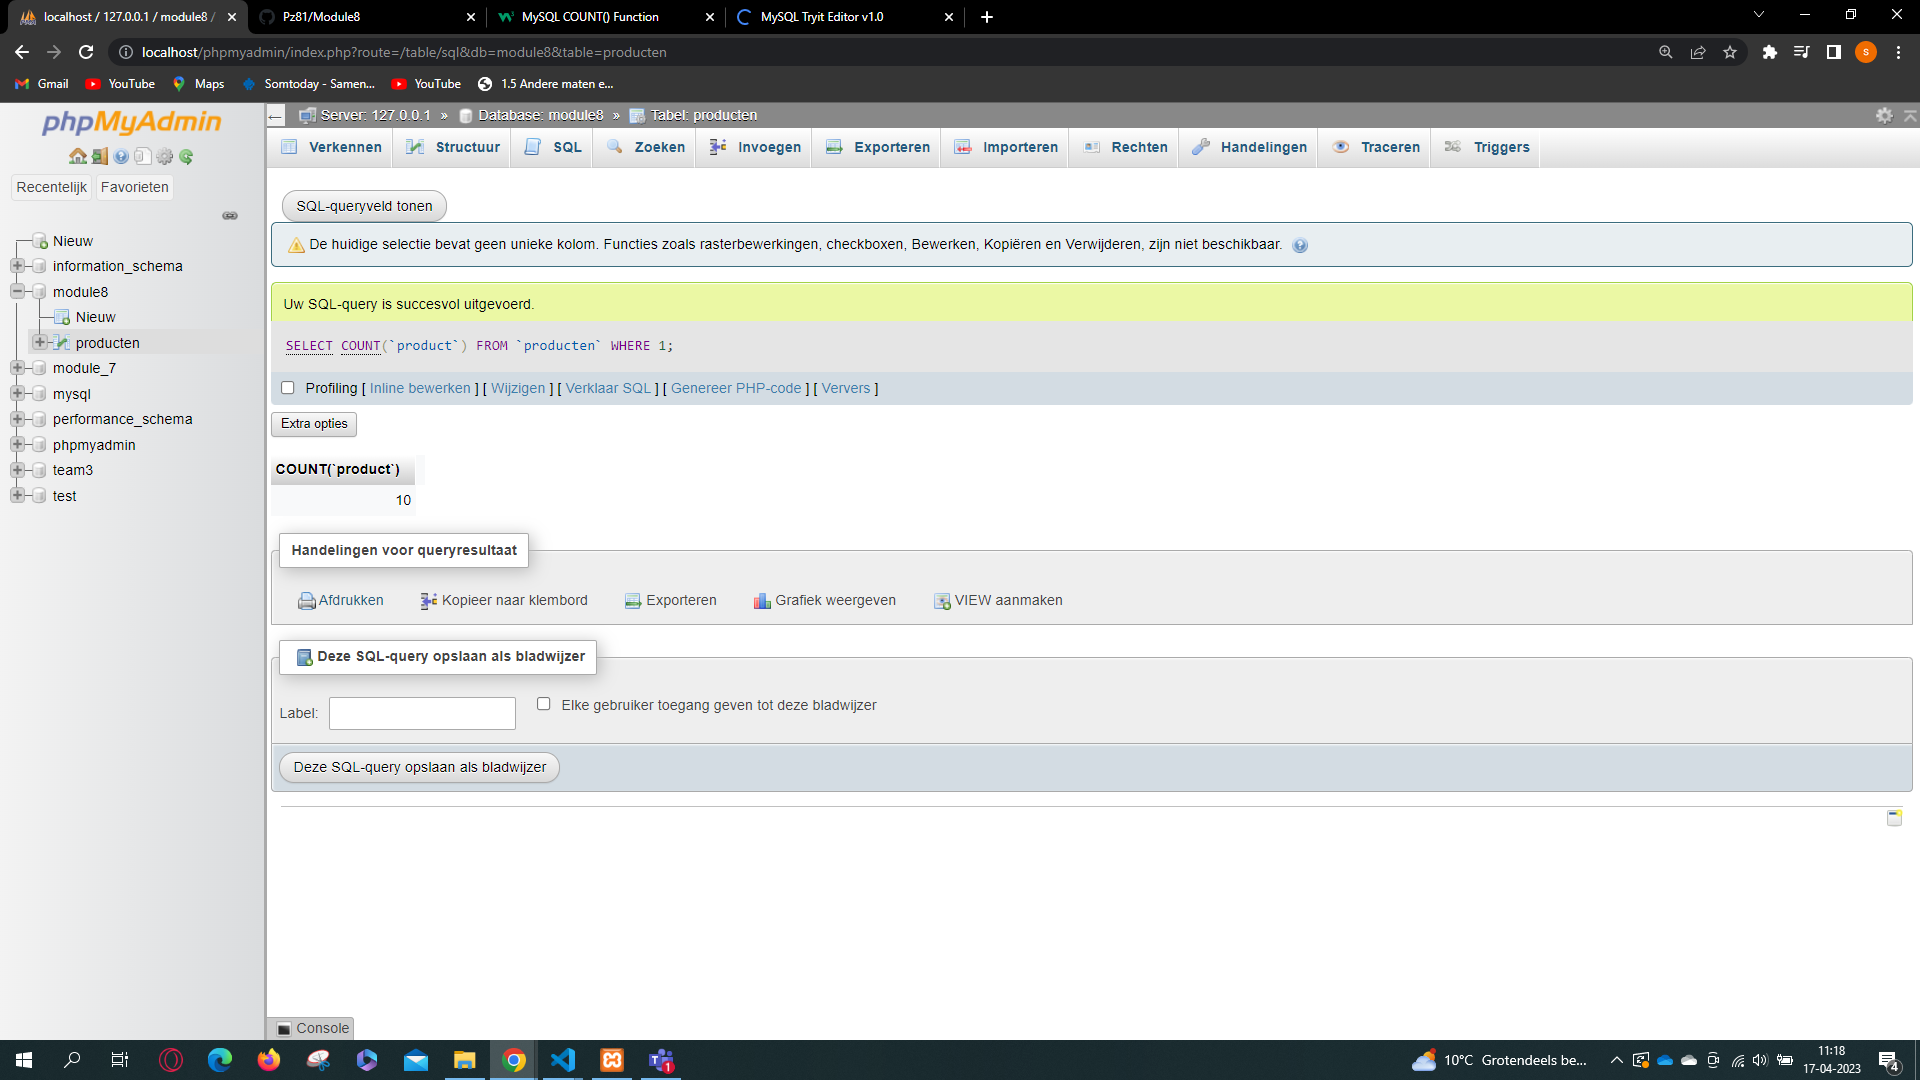 localhost / 127.0.0.1 / module8 /
Pz81/Module8
MySQL COUNT() Function
MySQL Tryit Editor v1.0
localhost/phpmyadmin/index.php?route=/table/sql&db=module8&table=producten
s
Gmail
YouTube
Maps
Somtoday - Samen...
YouTube
1.5 Andere maten e...
phpMyAdmin
Recentelijk
Favorieten
Nieuw
information_schema
module8
Nieuw
producten
module_7
mysql
performance_schema
phpmyadmin
team3
test
Server: 127.0.0.1 » Database: module8 » Tabel: producten
Verkennen
Structuur
SQL
Zoeken
Invoegen
Exporteren
Importeren
Rechten
Handelingen
Traceren
Triggers
SQL-queryveld tonen
De huidige selectie bevat geen unieke kolom. Functies zoals rasterbewerkingen, checkboxen, Bewerken, Kopiëren en Verwijderen, zijn niet beschikbaar.
Uw SQL-query is succesvol uitgevoerd.
SELECT COUNT(`product`) FROM `producten` WHERE 1;
Profiling [ Inline bewerken ] [ Wijzigen ] [ Verklaar SQL ] [ Genereer PHP-code ] [ Ververs ]
Extra opties
COUNT(`product`)
10
Handelingen voor queryresultaat
Afdrukken
Kopieer naar klembord
Exporteren
Grafiek weergeven
VIEW aanmaken
Deze SQL-query opslaan als bladwijzer
Label:
Elke gebruiker toegang geven tot deze bladwijzer
Deze SQL-query opslaan als bladwijzer
Console
1
10°C Grotendeels be...
11:18
17-04-2023
4